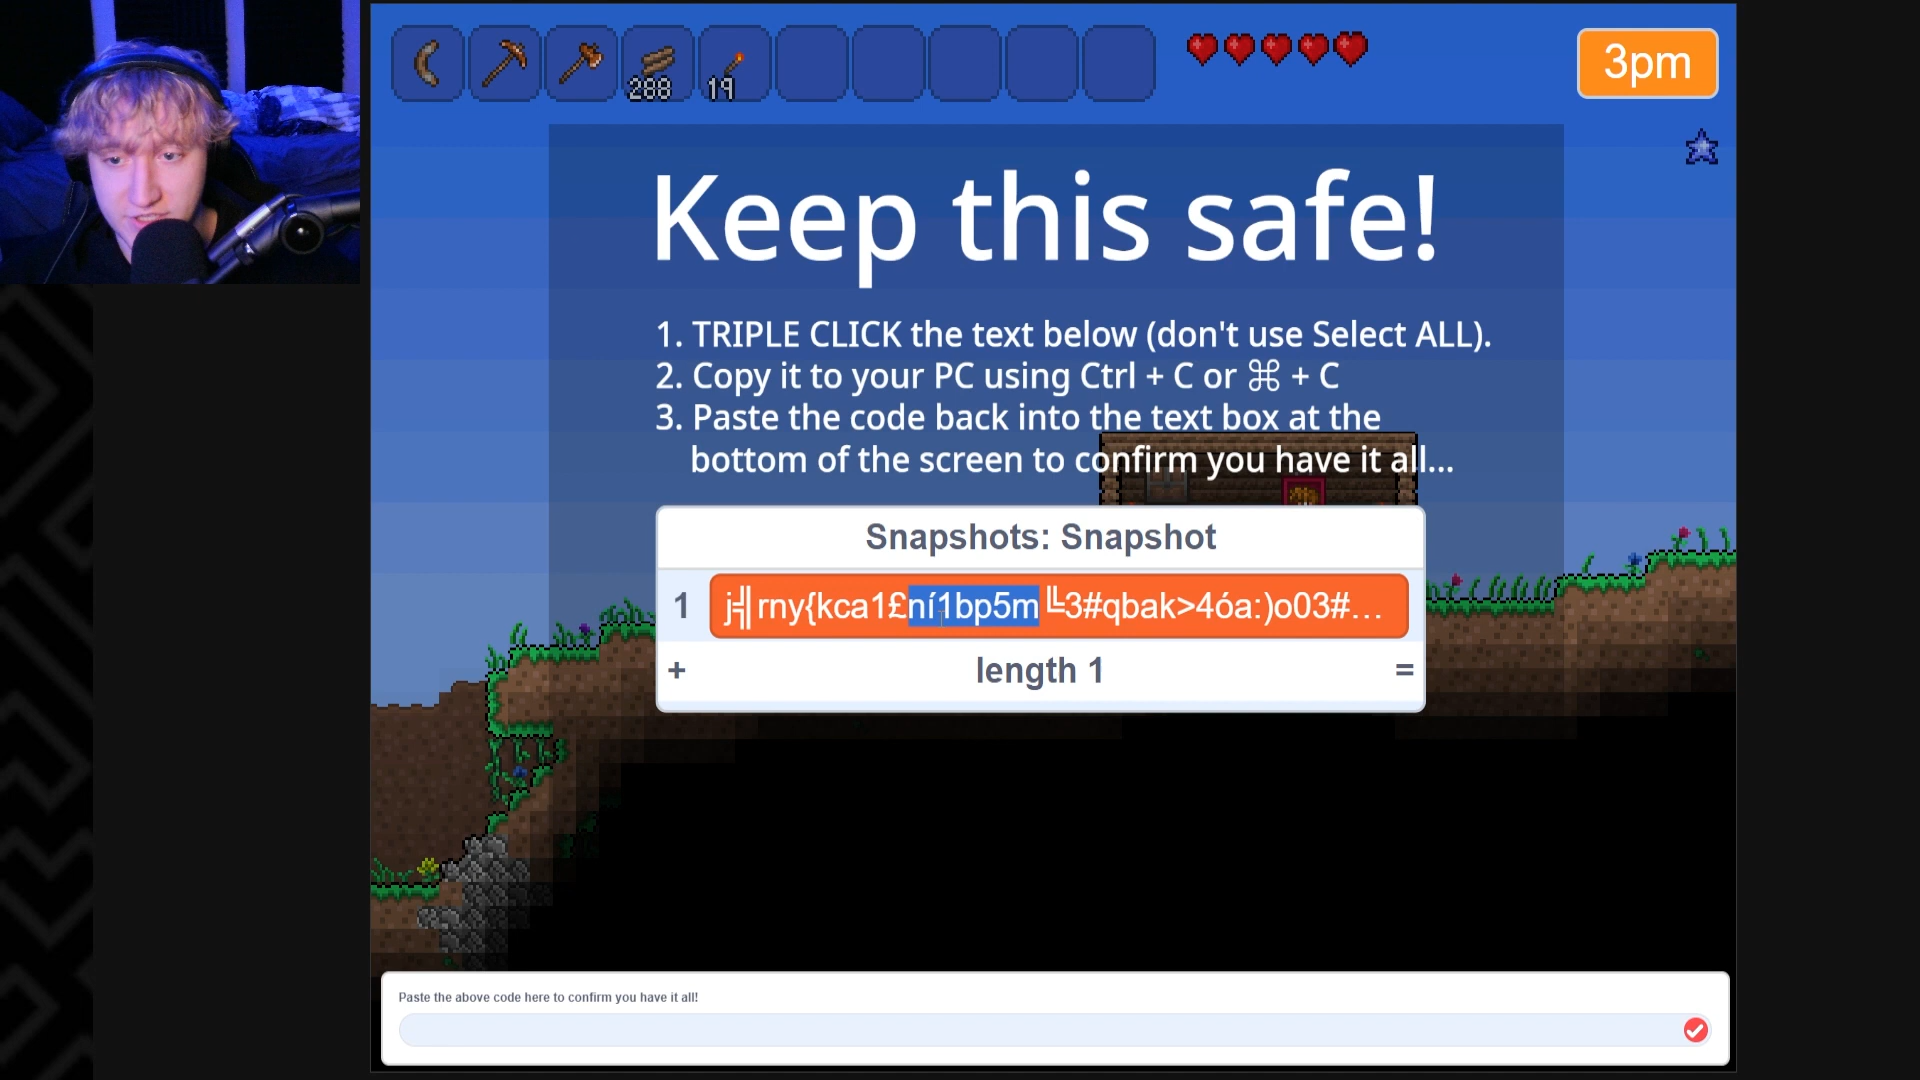 288
19
3pm
Keep this safe!
1. TRIPLE CLICK the text below (don't use Select ALL).
2. Copy it to your PC using Ctrl + C or ⌘ + C
3. Paste the code back into the text box at the
bottom of the screen to confirm you have it all...
Snapshots: Snapshot
1 j╣rny{kca1£ní1bp5m╚3#qbak>4óa:)o03#...
+ length 1 =
Paste the above code here to confirm you have it all!